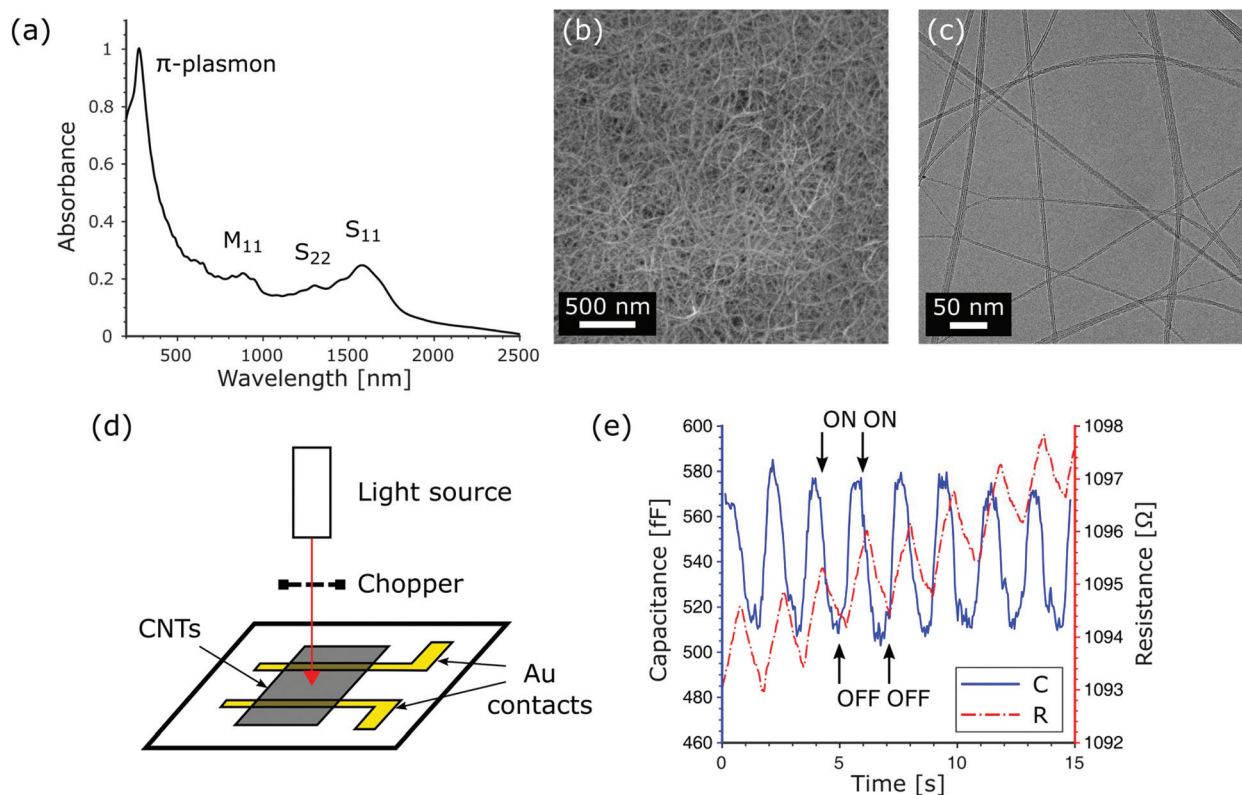 (a)
1
0.8
0.6
0.4
0.2
0
Absorbance
π-plasmon
M11
S22
S11
500
1000
1500
2000
2500
Wavelength [nm]
(b)
500 nm
(c)
50 nm
(d)
Light source
Chopper
CNTs
Au
contacts
(e)
600
580
560
540
520
500
480
460
Capacitance [fF]
ON ON
OFF OFF
C
R
1098
1097
1096
1095
1094
1093
1092
Resistance [Ω]
0
5
10
15
Time [s]